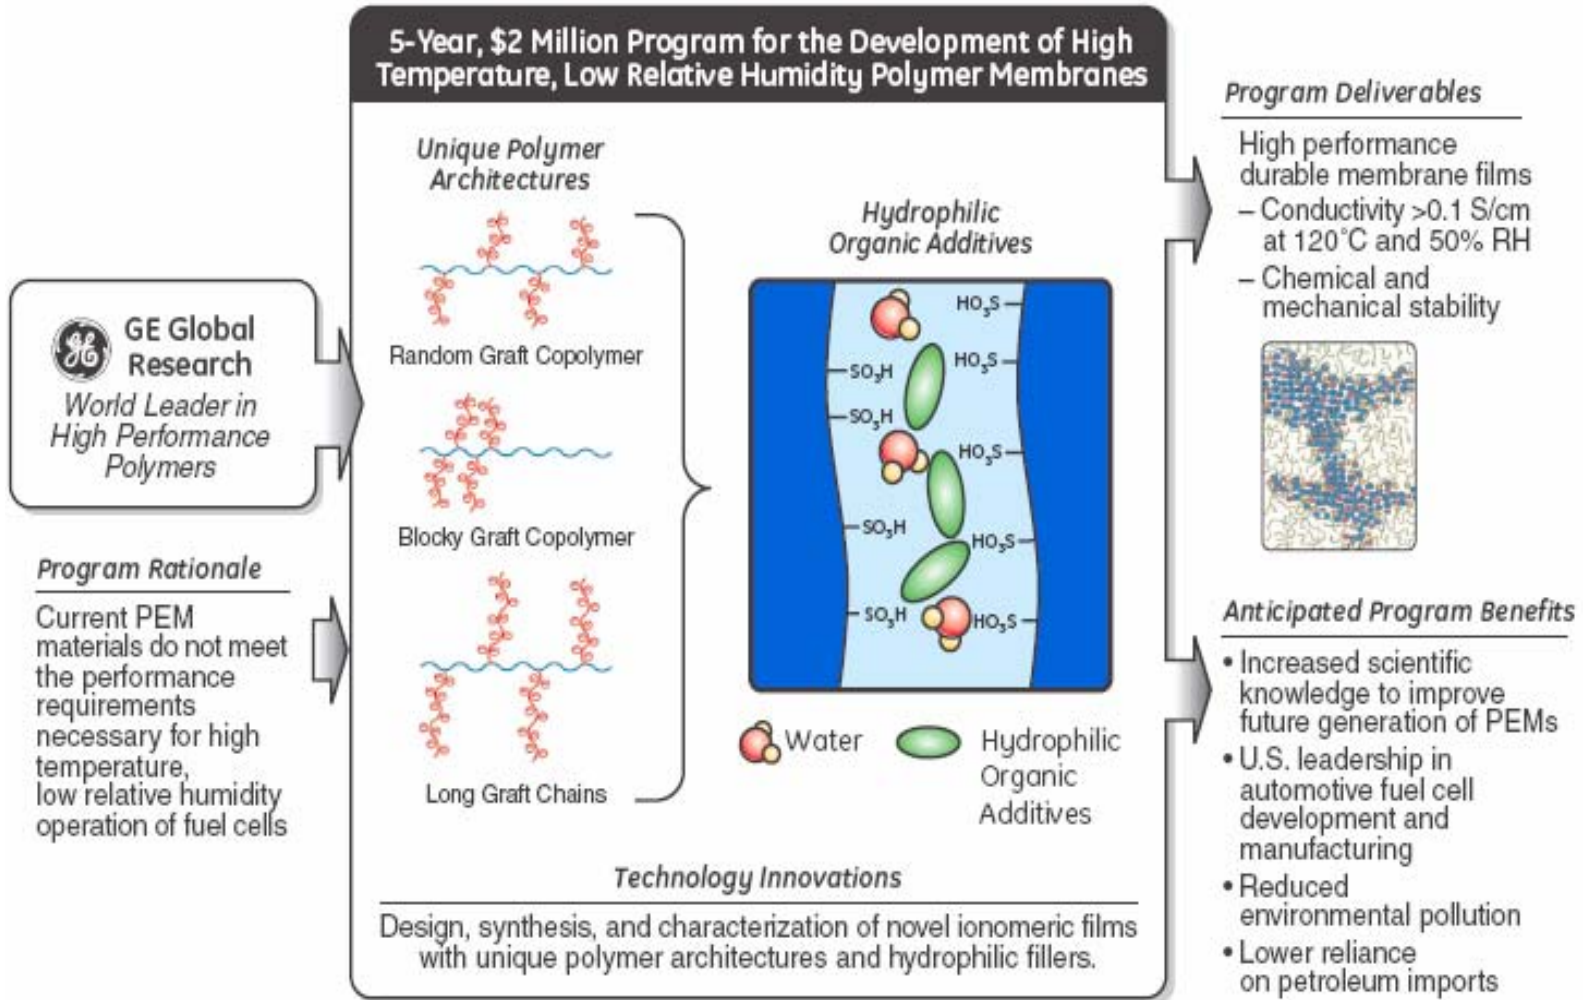 5-Year, $2 Million Program for the Development of High
Temperature, Low Relative Humidity Polymer Membranes
GE Global
Research
World Leader in
High Performance
Polymers
Program Rationale
Current PEM
materials do not meet
the performance
requirements
necessary for high
temperature,
low relative humidity
operation of fuel cells
Unique Polymer
Architectures
Random Graft Copolymer
Blocky Graft Copolymer
Long Graft Chains
Hydrophilic
Organic Additives
HO₃S
HO₃S
SO₃H
SO₃H
HO₃S
SO₃H
HO₃S
SO₃H
HO₃S
Water
Hydrophilic
Organic
Additives
Technology Innovations
Design, synthesis, and characterization of novel ionomeric films
with unique polymer architectures and hydrophilic fillers.
Program Deliverables
High performance
durable membrane films
– Conductivity >0.1 S/cm
at 120°C and 50% RH
– Chemical and
mechanical stability
Anticipated Program Benefits
• Increased scientific
knowledge to improve
future generation of PEMs
• U.S. leadership in
automotive fuel cell
development and
manufacturing
• Reduced
environmental pollution
• Lower reliance
on petroleum imports